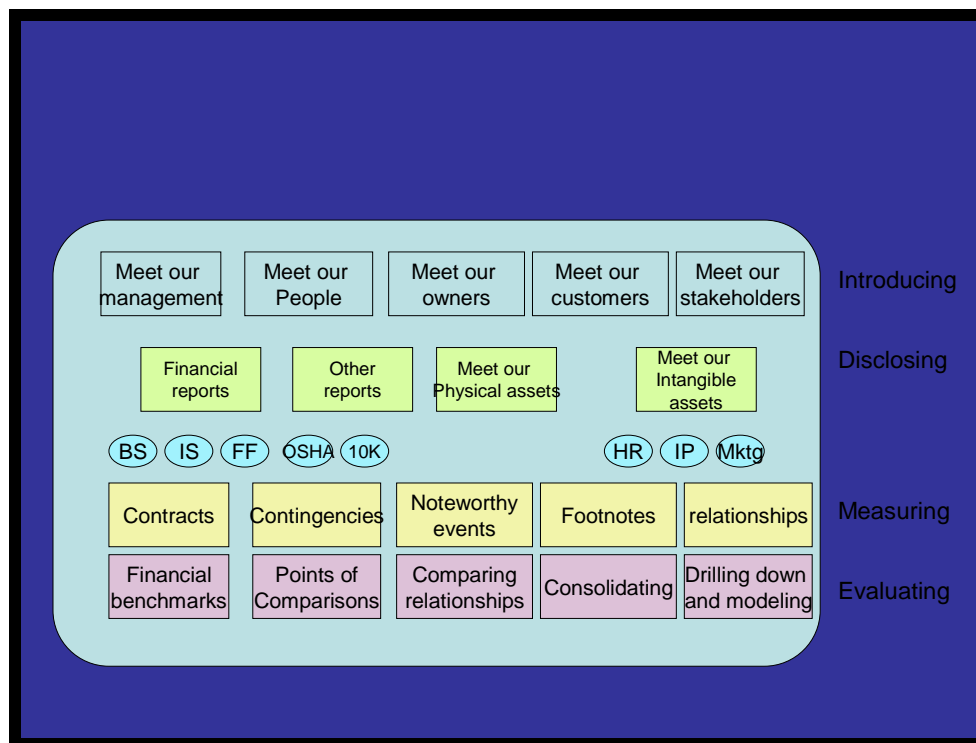 Meet our
management
Meet our
People
Meet our
owners
Meet our
customers
Meet our
stakeholders
Introducing
Financial
reports
Other
reports
Meet our
Physical assets
Meet our
Intangible
assets
Disclosing
BS
IS
FF
OSHA
10K
HR
IP
Mktg
Contracts
Contingencies
Noteworthy
events
Footnotes
relationships
Measuring
Financial
benchmarks
Points of
Comparisons
Comparing
relationships
Consolidating
Drilling down
and modeling
Evaluating